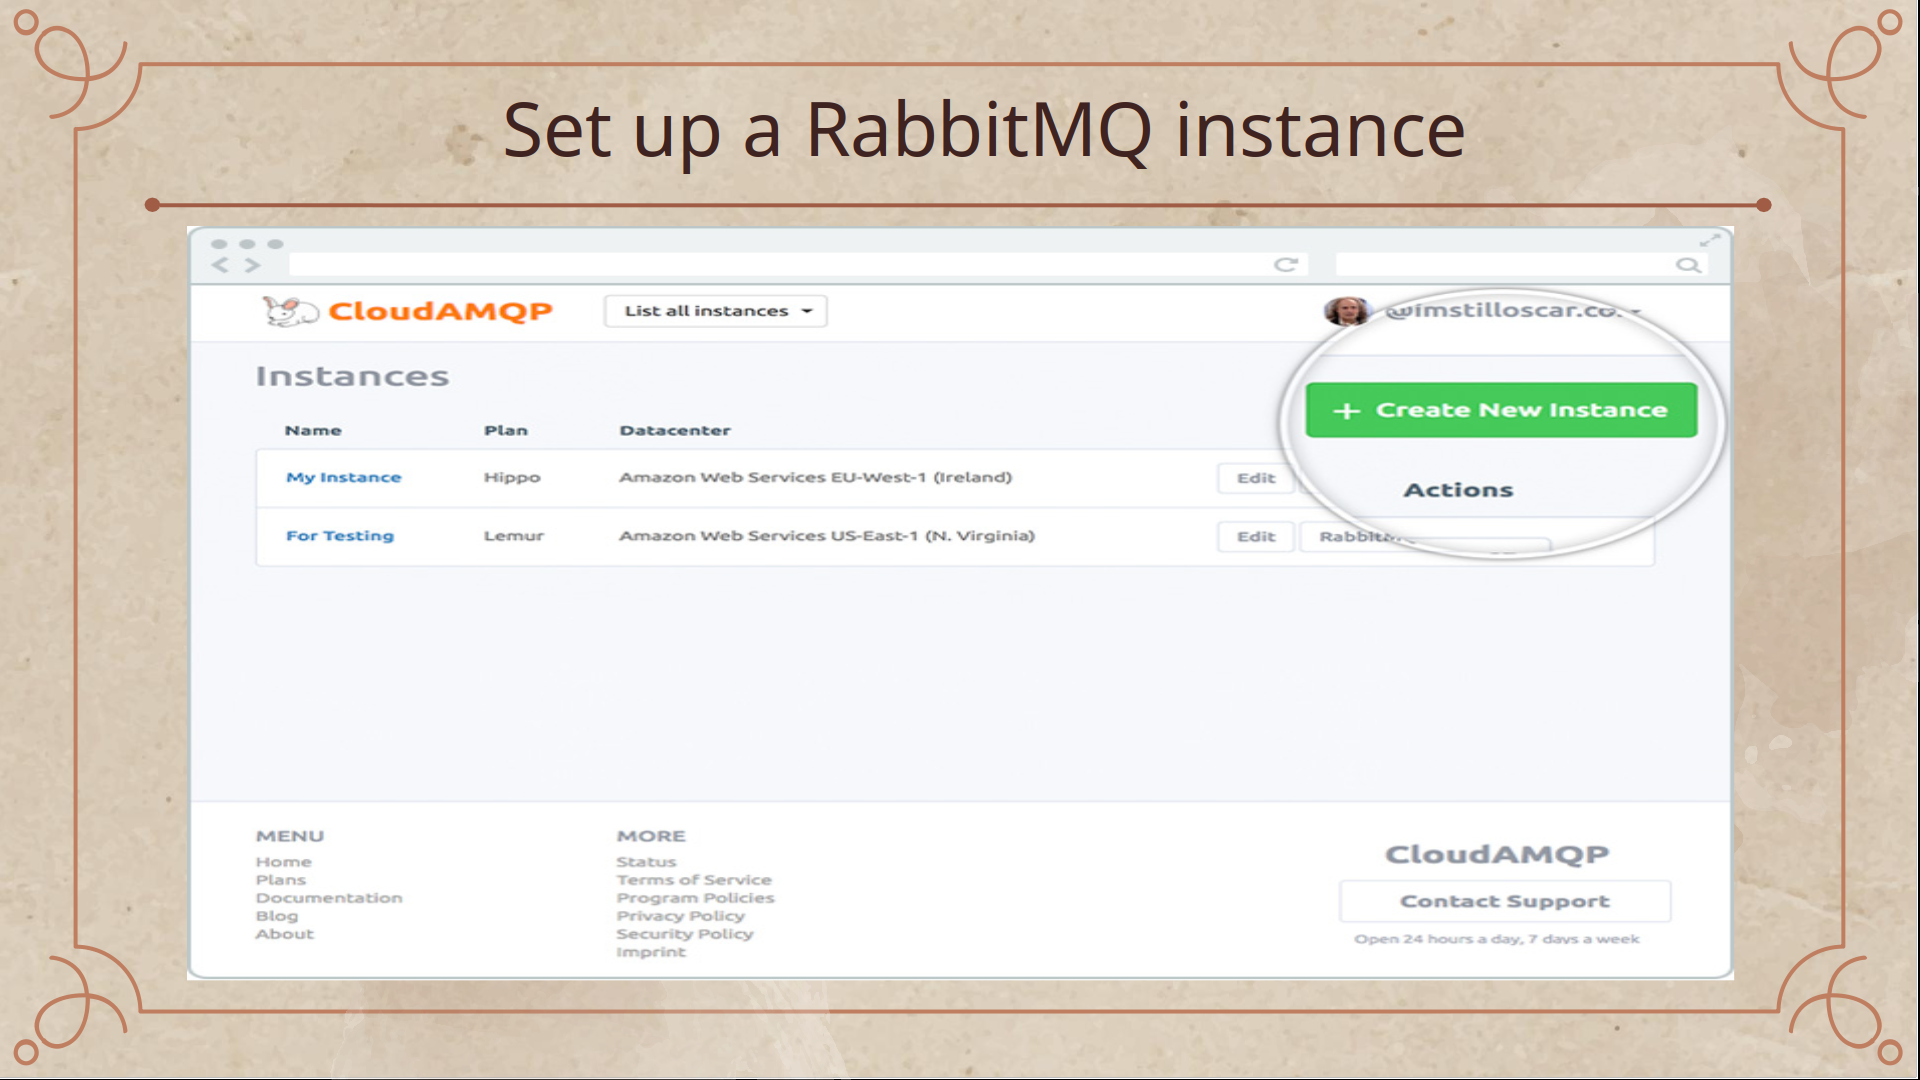 Set up a RabbitMQ instance
CloudAMQP
List all instances
@imstilloscar.co
Instances
+ Create New Instance
Name Plan Datacenter
Actions
My Instance Hippo Amazon Web Services EU-West-1 (Ireland) Edit
For Testing Lemur Amazon Web Services US-East-1 (N. Virginia) Edit
MENU
Home
Plans
Documentation
Blog
About
MORE
Status
Terms of Service
Program Policies
Privacy Policy
Security Policy
Imprint
CloudAMQP
Contact Support
Open 24 hours a day, 7 days a week